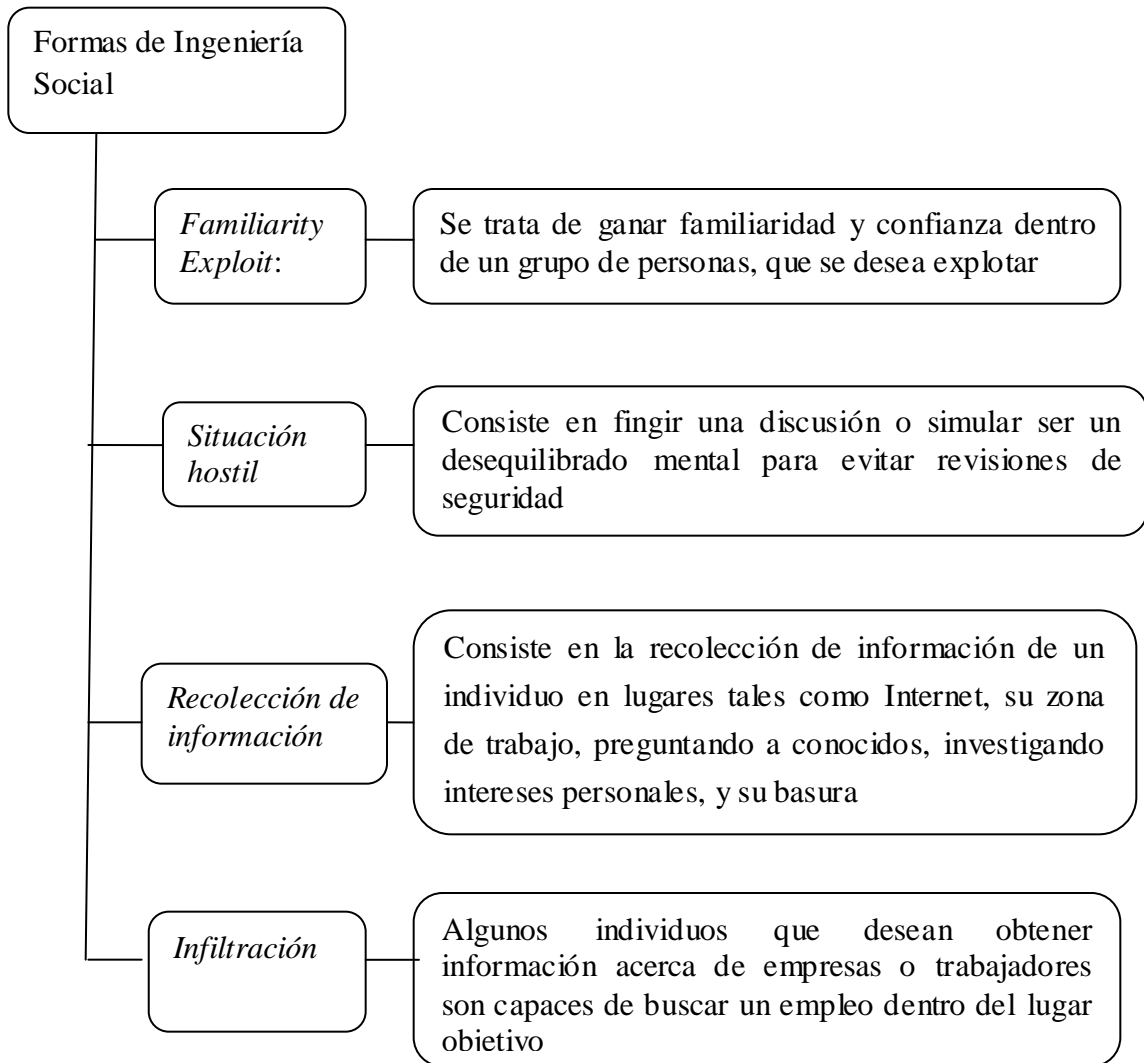 Formas de Ingeniería
Social
Familiarity
Exploit:
Se trata de ganar familiaridad y confianza dentro
de un grupo de personas, que se desea explotar
Situación
hostil
Consiste en fingir una discusión o simular ser un
desequilibrado mental para evitar revisiones de
seguridad
Recolección de
información
Consiste en la recolección de información de un
individuo en lugares tales como Internet, su zona
de trabajo, preguntando a conocidos, investigando
intereses personales, y su basura
Infiltración
Algunos individuos que desean obtener
información acerca de empresas o trabajadores
son capaces de buscar un empleo dentro del lugar
objetivo